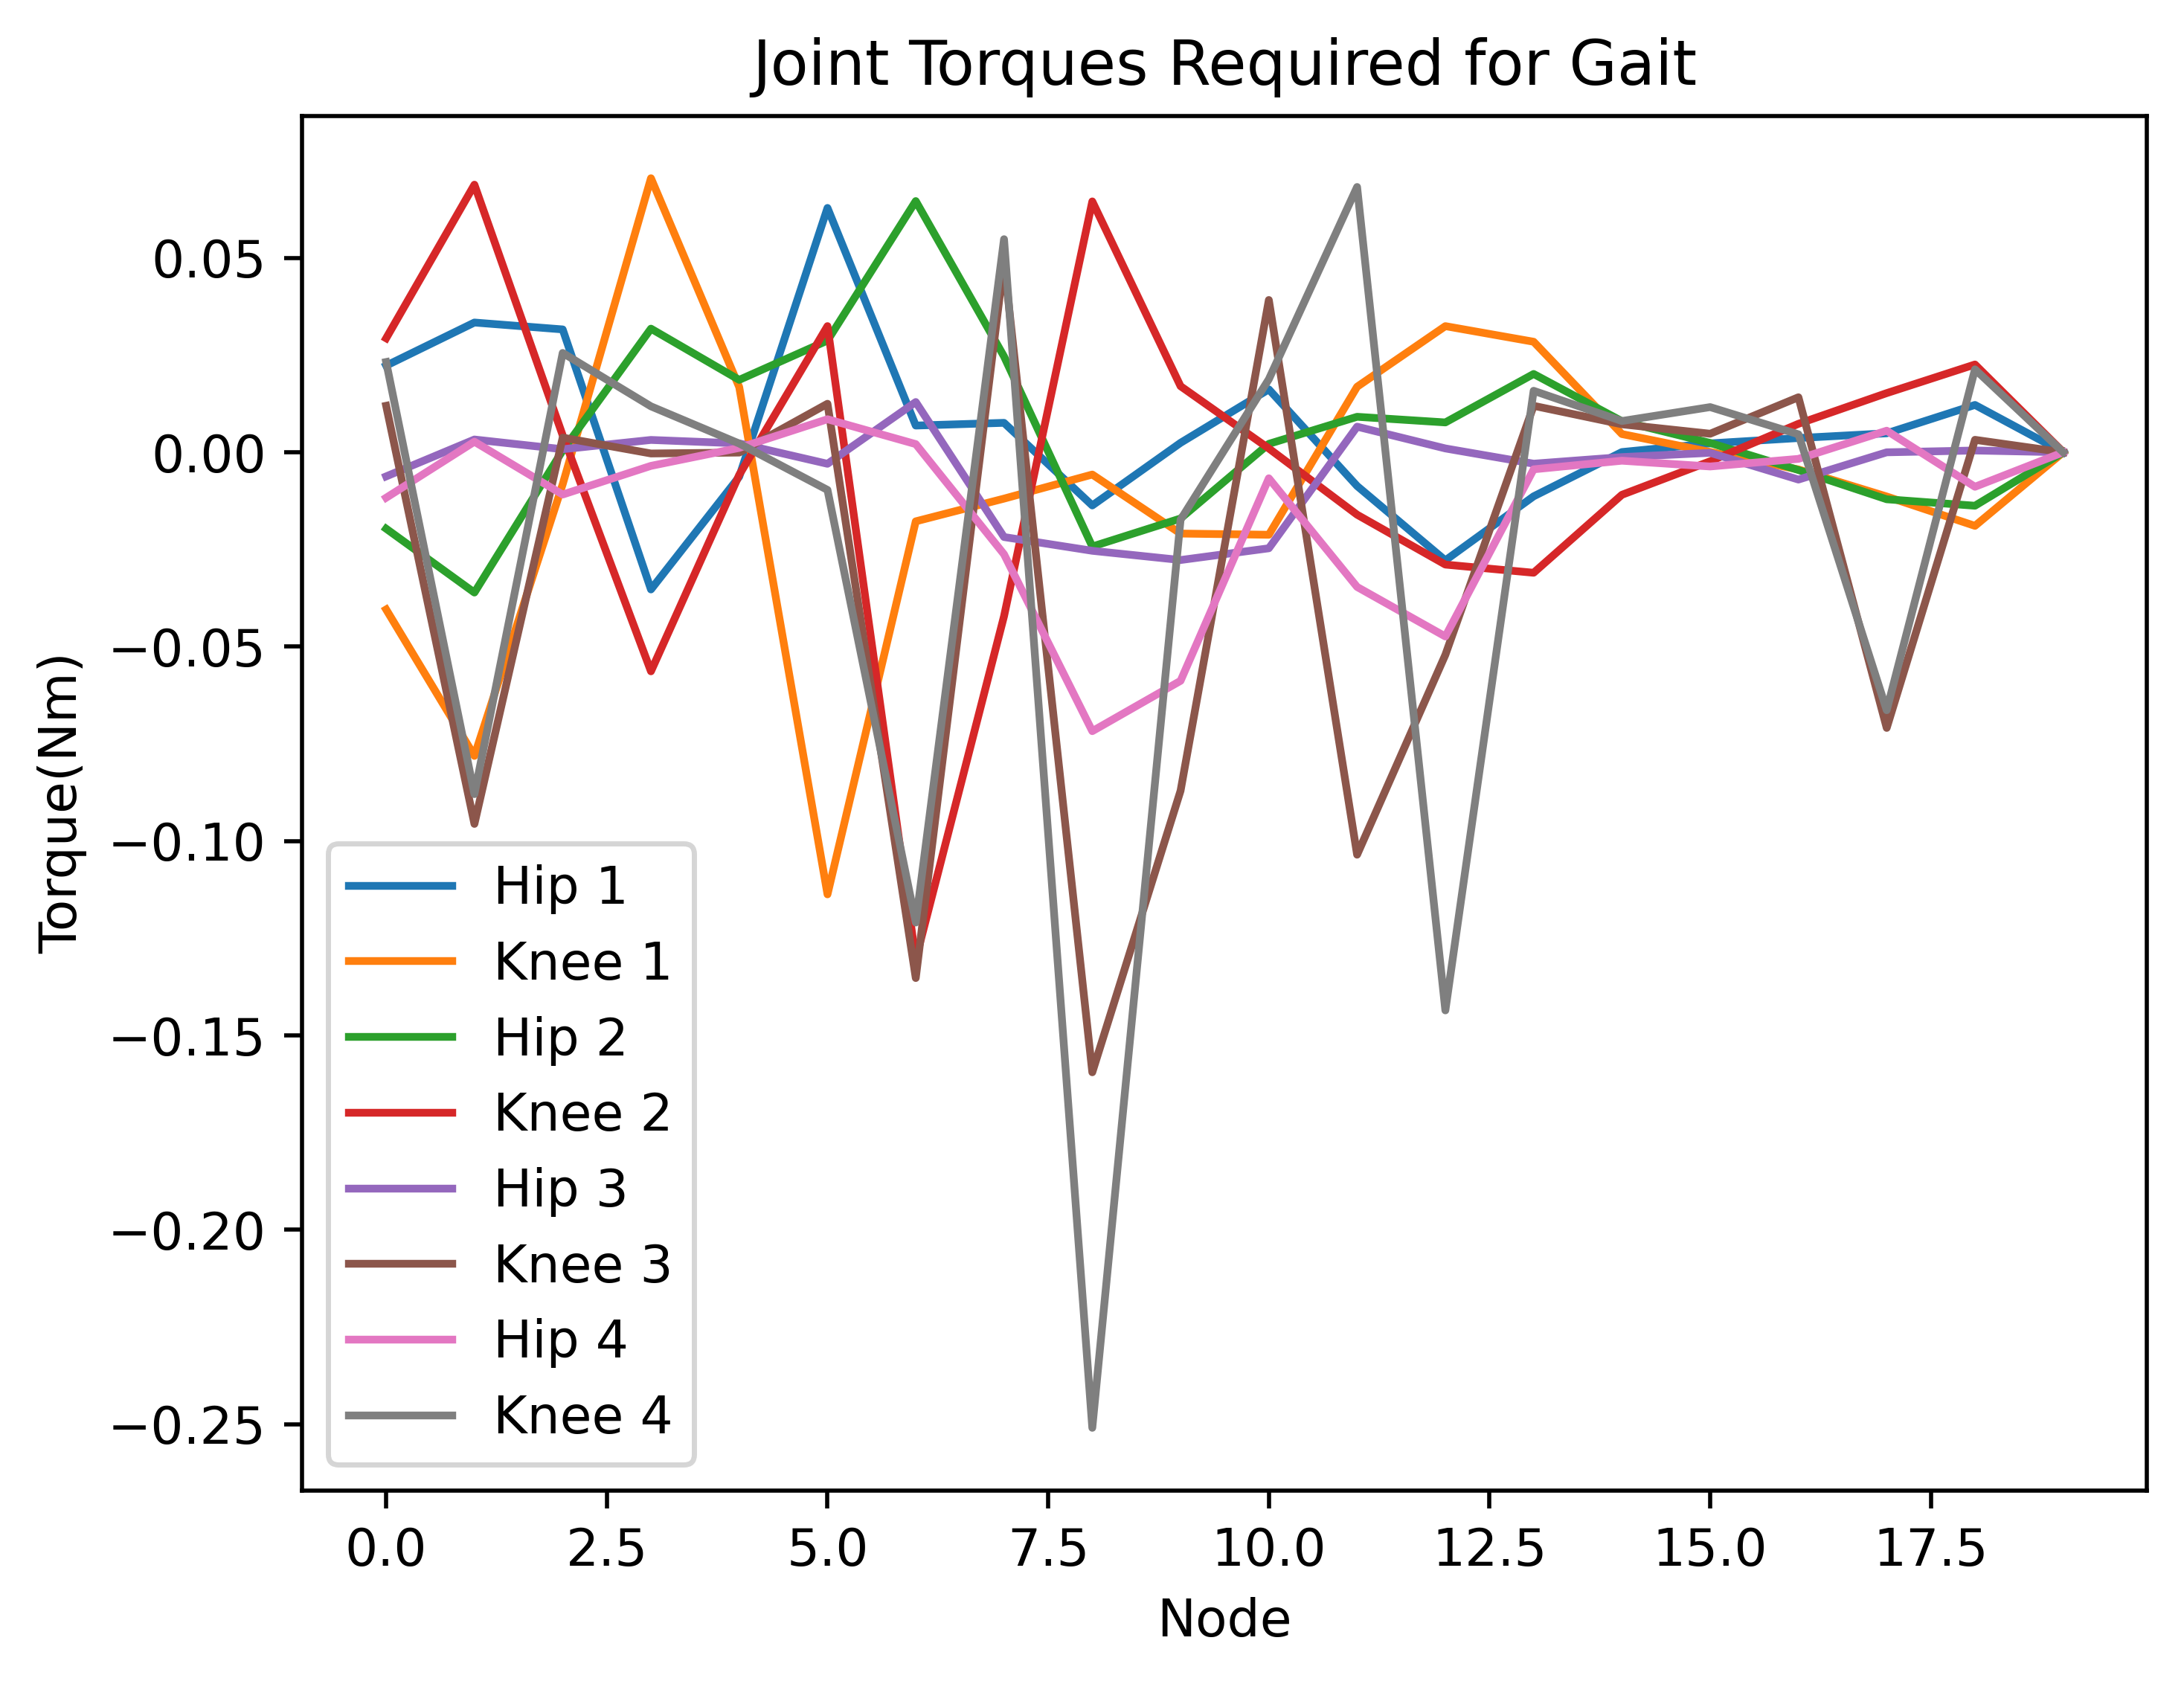 Joint Torques Required for Gait
Torque(Nm)
0.05
0.00
−0.05
−0.10
−0.15
−0.20
−0.25
Hip 1
Knee 1
Hip 2
Knee 2
Hip 3
Knee 3
Hip 4
Knee 4
0.0 2.5 5.0 7.5 10.0 12.5 15.0 17.5
Node